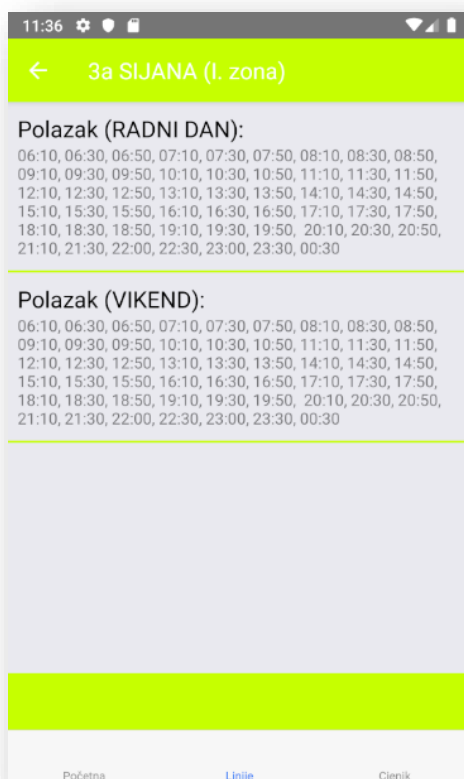 11:36
3a SIJANA (I. zona)
Polazak (RADNI DAN):
06:10, 06:30, 06:50, 07:10, 07:30, 07:50, 08:10, 08:30, 08:50,
09:10, 09:30, 09:50, 10:10, 10:30, 10:50, 11:10, 11:30, 11:50,
12:10, 12:30, 12:50, 13:10, 13:30, 13:50, 14:10, 14:30, 14:50,
15:10, 15:30, 15:50, 16:10, 16:30, 16:50, 17:10, 17:30, 17:50,
18:10, 18:30, 18:50, 19:10, 19:30, 19:50,  20:10, 20:30, 20:50,
21:10, 21:30, 22:00, 22:30, 23:00, 23:30, 00:30
Polazak (VIKEND):
06:10, 06:30, 06:50, 07:10, 07:30, 07:50, 08:10, 08:30, 08:50,
09:10, 09:30, 09:50, 10:10, 10:30, 10:50, 11:10, 11:30, 11:50,
12:10, 12:30, 12:50, 13:10, 13:30, 13:50, 14:10, 14:30, 14:50,
15:10, 15:30, 15:50, 16:10, 16:30, 16:50, 17:10, 17:30, 17:50,
18:10, 18:30, 18:50, 19:10, 19:30, 19:50,  20:10, 20:30, 20:50,
21:10, 21:30, 22:00, 22:30, 23:00, 23:30, 00:30
Početna Linije Cjenik